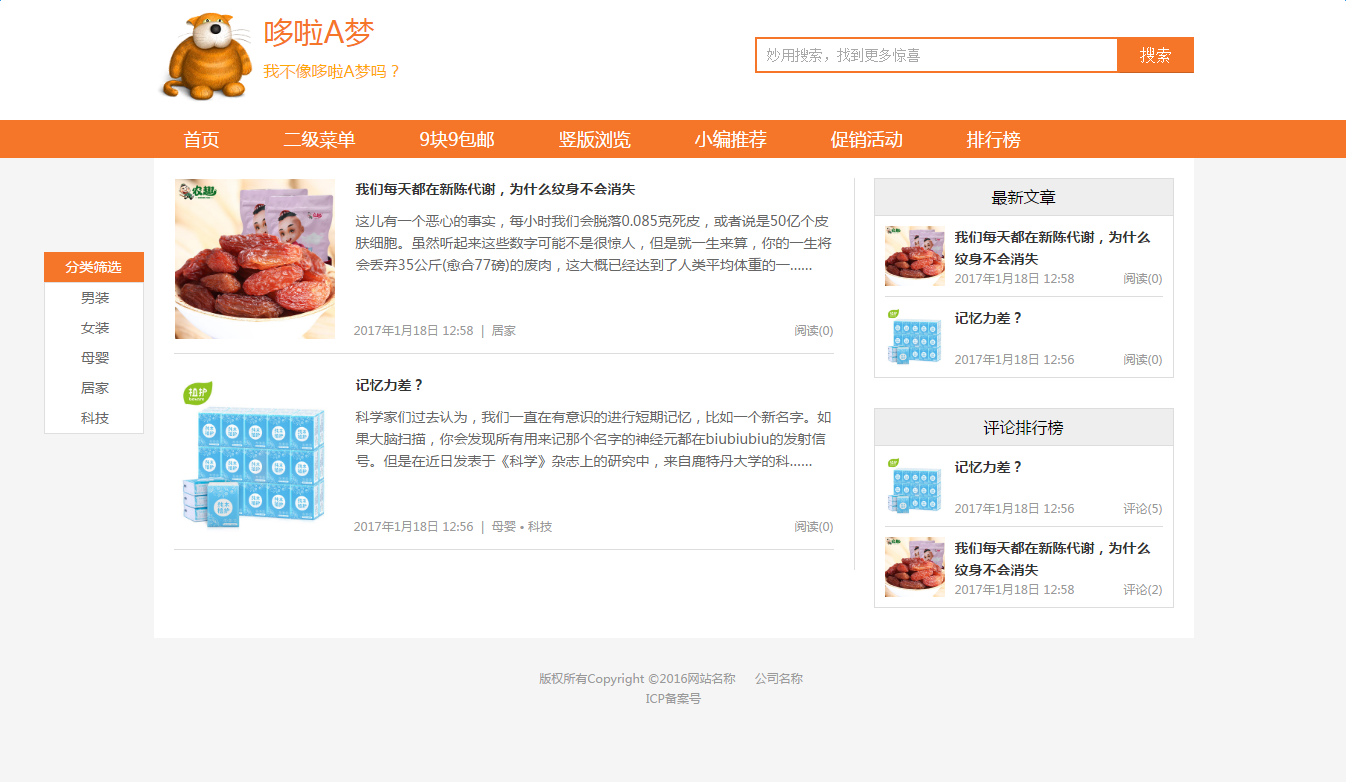 哆啦A梦
我不像哆啦A梦吗？
妙用搜索，找到更多惊喜
搜索
首页
二级菜单
9块9包邮
竖版浏览
小编推荐
促销活动
排行榜
分类筛选
男装
女装
母婴
居家
科技
农趣
我们每天都在新陈代谢，为什么纹身不会消失
这儿有一个恶心的事实，每小时我们会脱落0.085克死皮，或者说是50亿个皮
肤细胞。虽然听起来这些数字可能不是很惊人，但是就一生来算，你的一生将
会丢弃35公斤(愈合77磅)的废肉，这大概已经达到了人类平均体重的一......
2017年1月18日 12:58 | 居家
阅读(0)
植护
记忆力差？
科学家们过去认为，我们一直在有意识的进行短期记忆，比如一个新名字。如
果大脑扫描，你会发现所有用来记那个名字的神经元都在biubiubiu的发射信
号。但是在近日发表于《科学》杂志上的研究中，来自鹿特丹大学的科......
2017年1月18日 12:56 | 母婴 • 科技
阅读(0)
最新文章
我们每天都在新陈代谢，为什么
纹身不会消失
2017年1月18日 12:58
阅读(0)
记忆力差？
2017年1月18日 12:56
阅读(0)
评论排行榜
记忆力差？
2017年1月18日 12:56
评论(5)
我们每天都在新陈代谢，为什么
纹身不会消失
2017年1月18日 12:58
评论(2)
版权所有Copyright ©2016网站名称 公司名称
ICP备案号